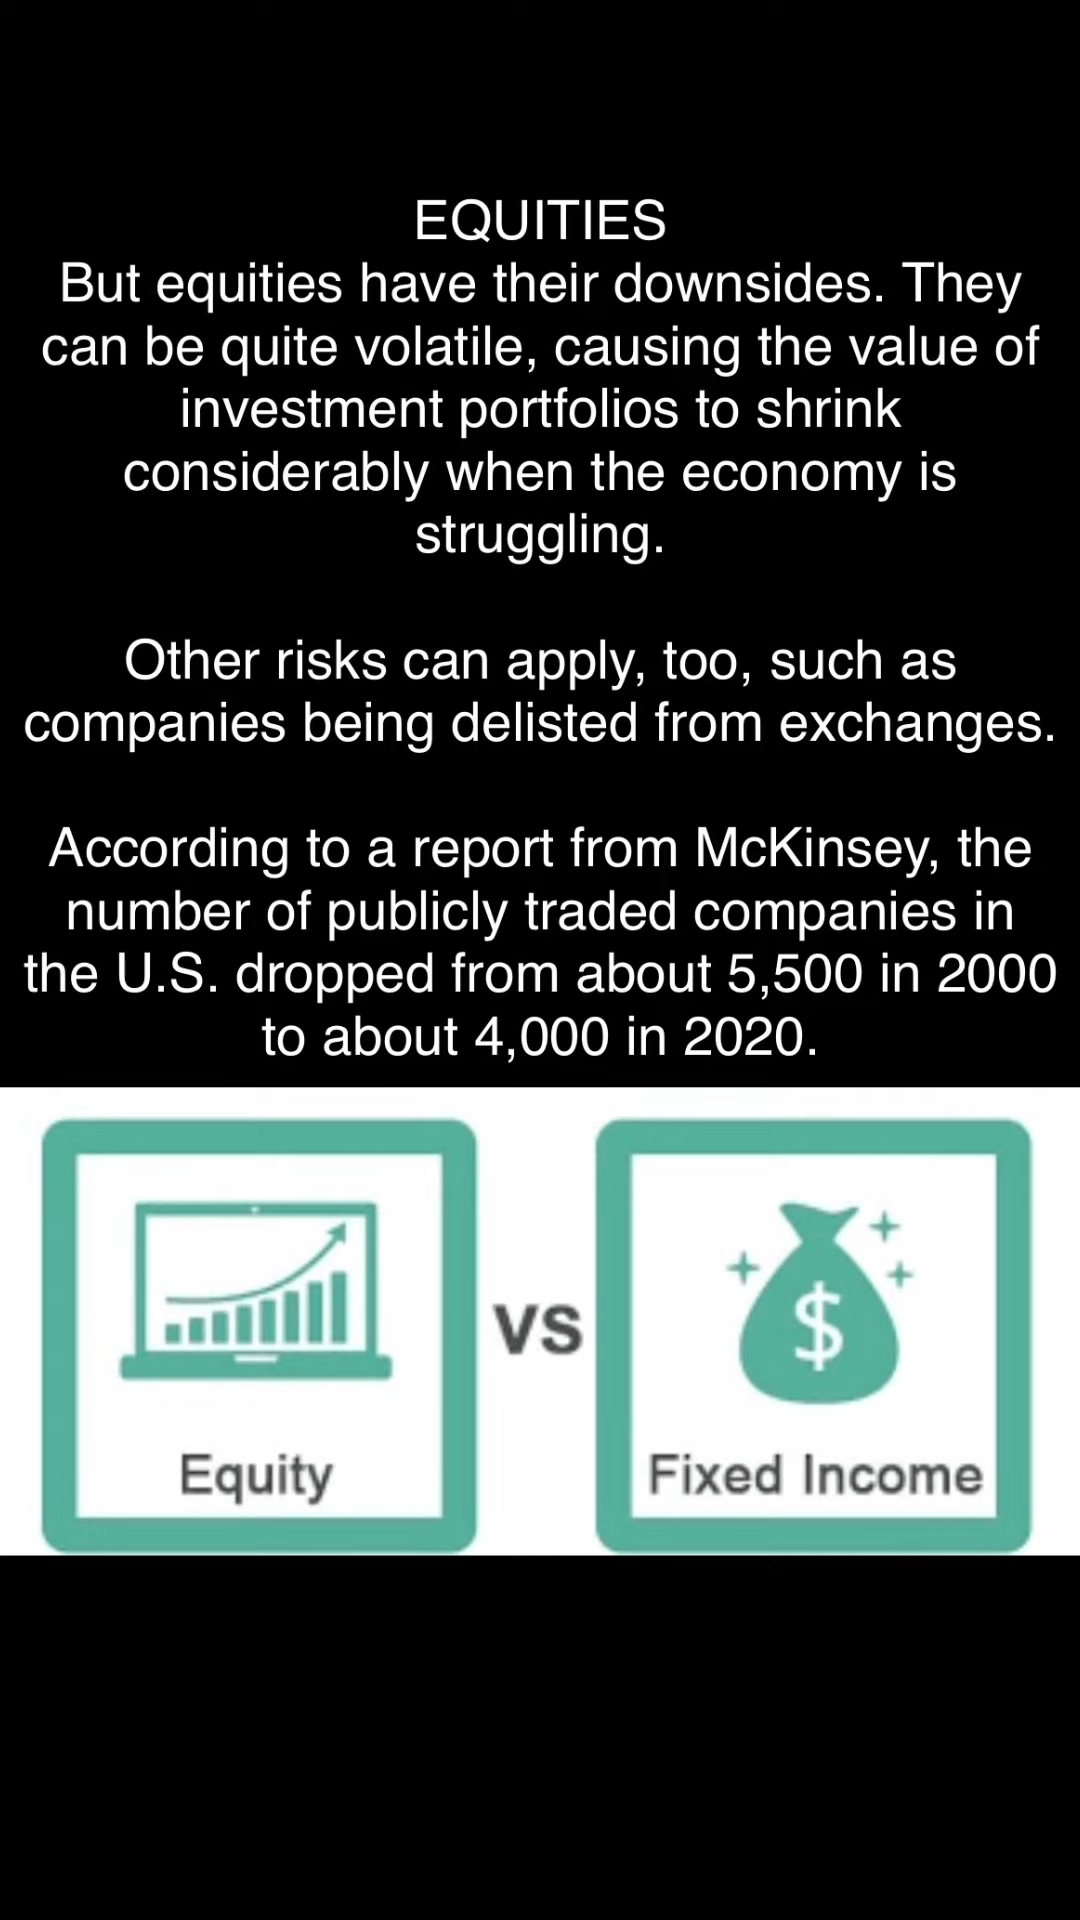 EQUITIES
But equities have their downsides. They
can be quite volatile, causing the value of
investment portfolios to shrink
considerably when the economy is
struggling.
Other risks can apply, too, such as
companies being delisted from exchanges.
According to a report from McKinsey, the
number of publicly traded companies in
the U.S. dropped from about 5,500 in 2000
to about 4,000 in 2020.
VS
$
Equity
Fixed Income